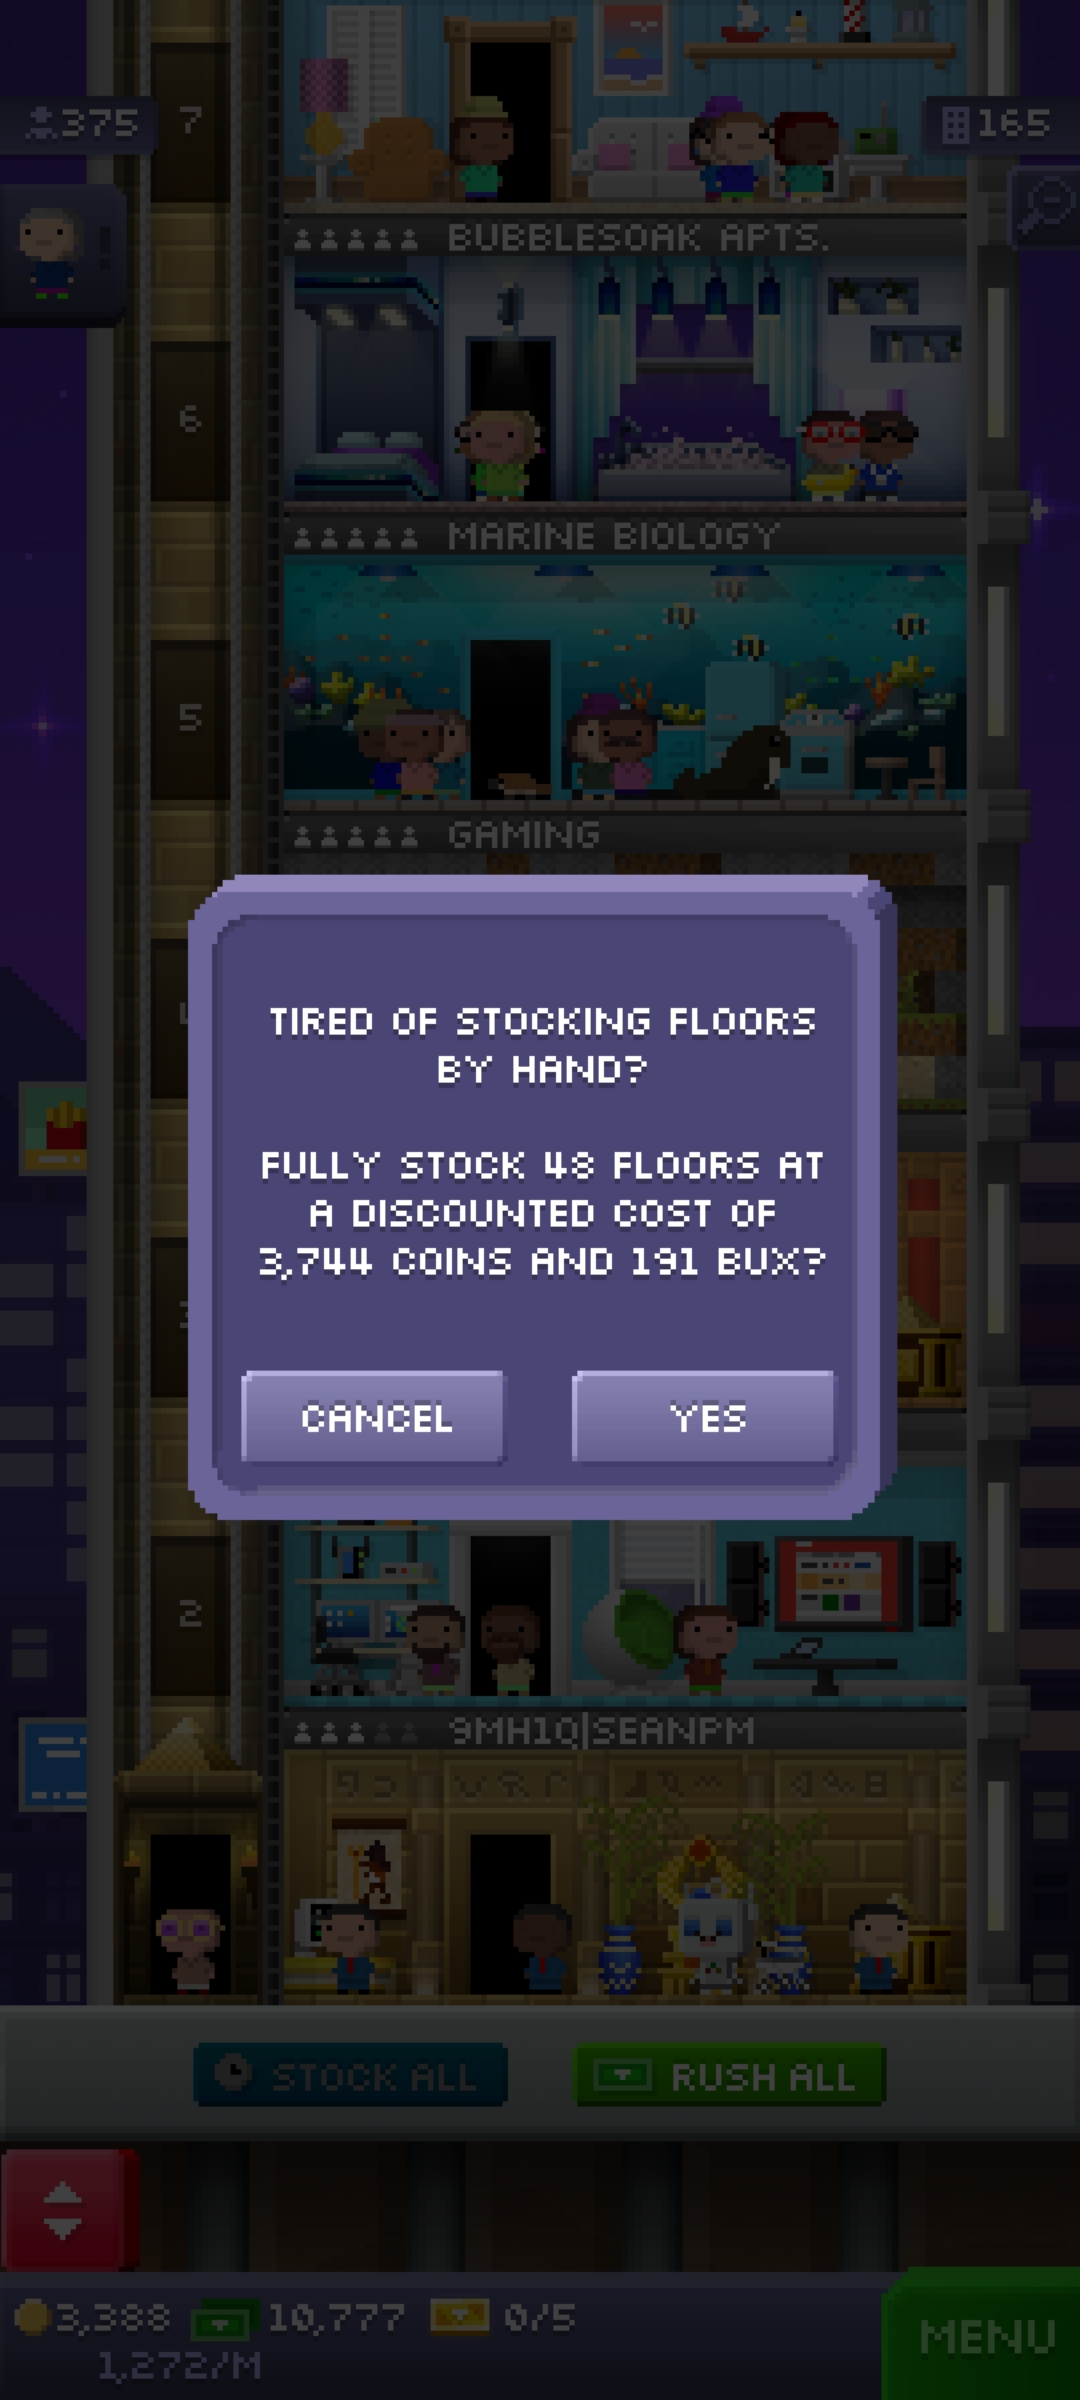 375
7
165
BUBBLESOAK APTS.
6
MARINE BIOLOGY
5
GAMING
TIRED OF STOCKING FLOORS
BY HAND?
FULLY STOCK 48 FLOORS AT
A DISCOUNTED COST OF
3,744 COINS AND 191 BUX?
CANCEL
YES
2
9MH1Q|SEANPM
STOCK ALL
RUSH ALL
3,388
10,777
0/5
1,272/M
MENU